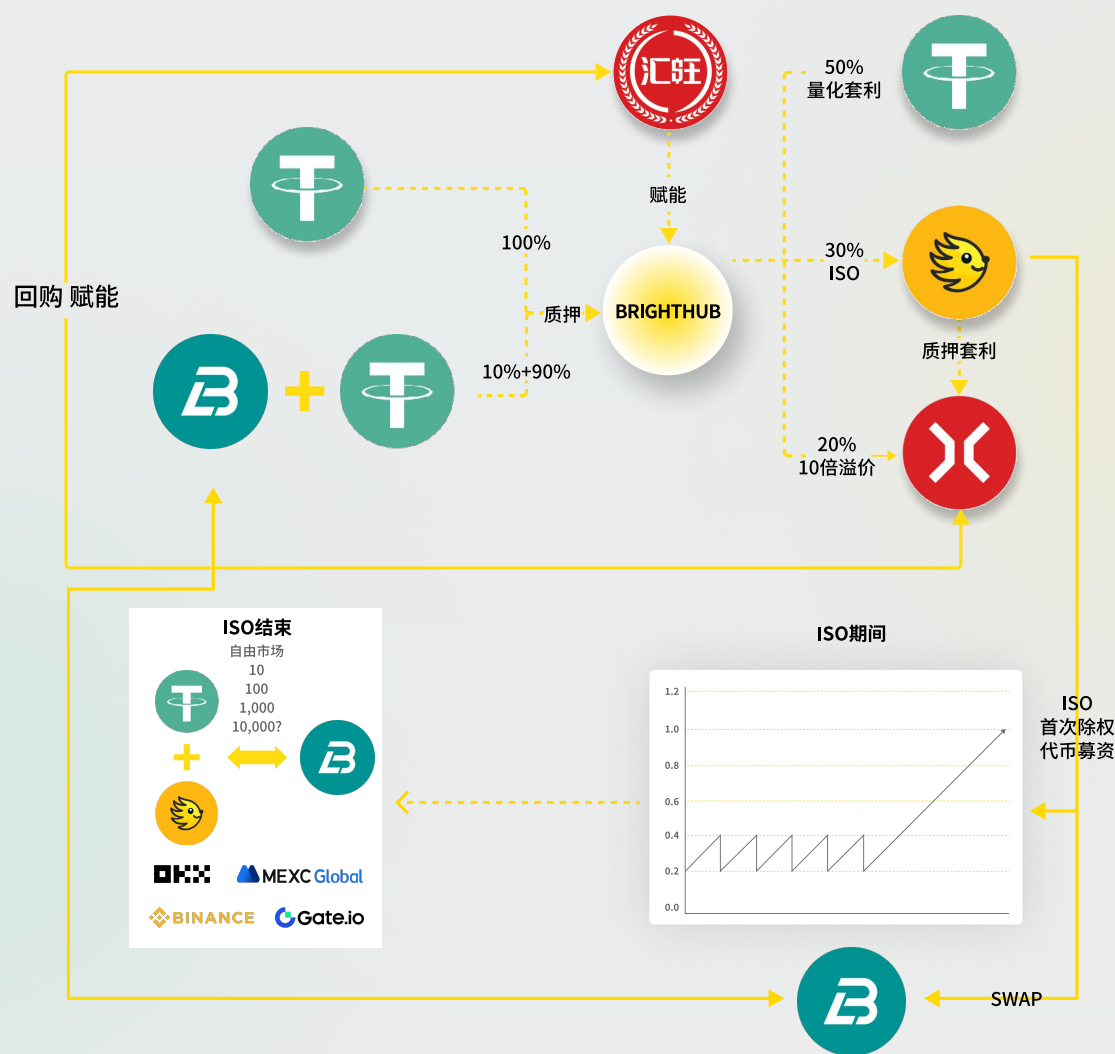 汇旺
50%
量化套利
赋能
100%
30%
ISO
回购 赋能
质押
BRIGHTHUB
质押套利
10%+90%
20%
10倍溢价
ISO结束
自由市场
10
100
1,000
10,000?
OKX
MEXC Global
BINANCE
Gate.io
ISO期间
1.2
1.0
0.8
0.6
0.4
0.2
0.0
ISO
首次除权
代币募资
SWAP